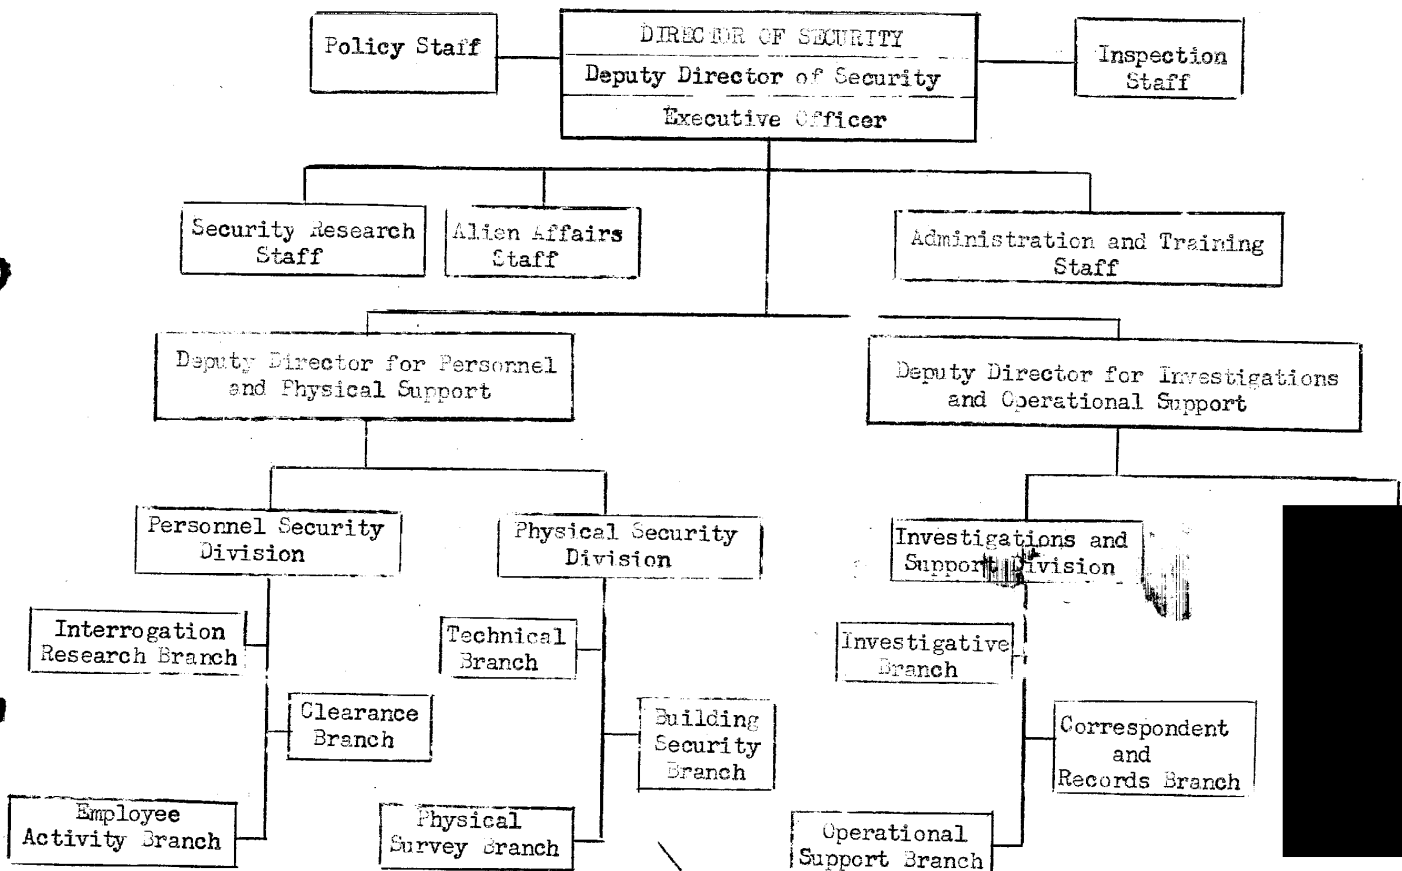 Policy Staff
DIRECTOR OF SECURITY
Deputy Director of Security
Executive Officer
Inspection
Staff
Security Research
Staff
Alien Affairs
Staff
Administration and Training
Staff
Deputy Director for Personnel
and Physical Support
Deputy Director for Investigations
and Operational Support
Personnel Security
Division
Physical Security
Division
Investigations and
Support Division
Interrogation
Research Branch
Technical
Branch
Investigative
Branch
Clearance
Branch
Building
Security
Branch
Correspondent
and
Records Branch
Employee
Activity Branch
Physical
Survey Branch
Operational
Support Branch